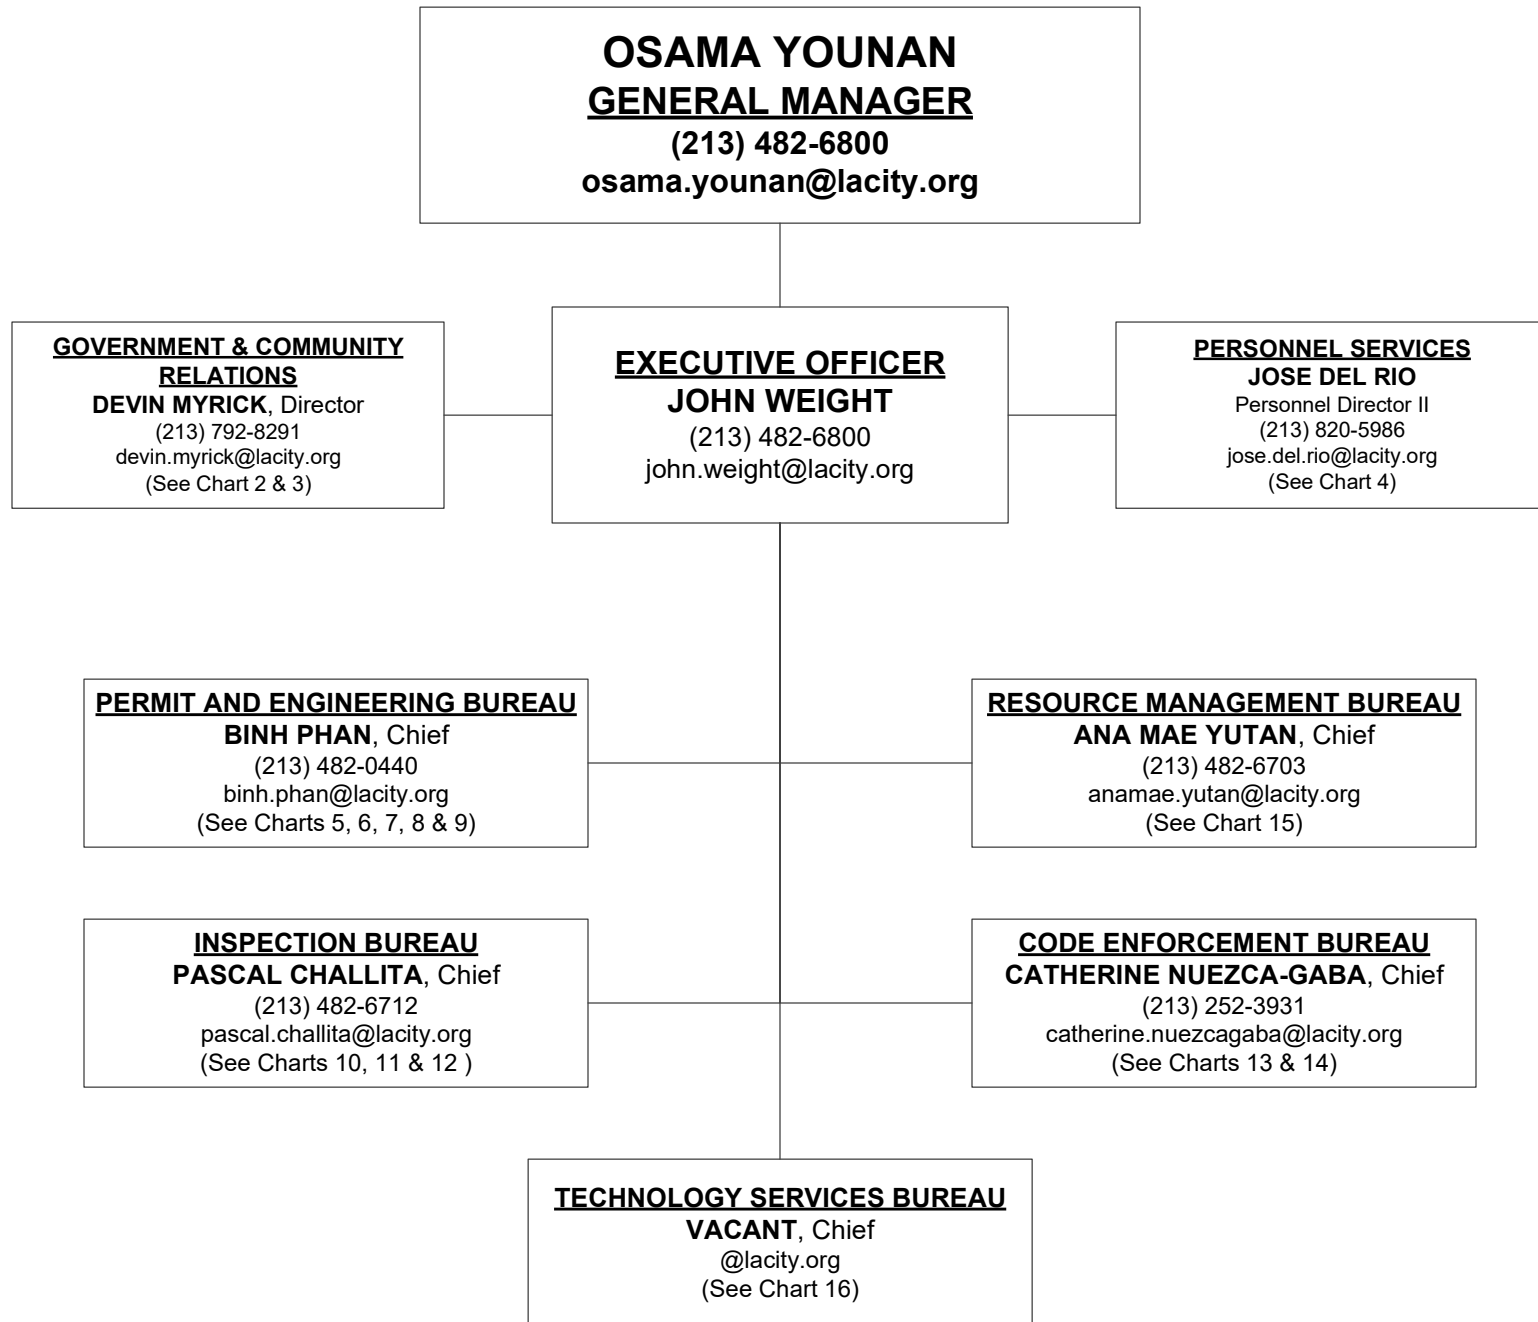 OSAMA YOUNAN
GENERAL MANAGER
(213) 482-6800
osama.younan@lacity.org
GOVERNMENT & COMMUNITY
RELATIONS
DEVIN MYRICK, Director
(213) 792-8291
devin.myrick@lacity.org
(See Chart 2 & 3)
EXECUTIVE OFFICER
JOHN WEIGHT
(213) 482-6800
john.weight@lacity.org
PERSONNEL SERVICES
JOSE DEL RIO
Personnel Director II
(213) 820-5986
jose.del.rio@lacity.org
(See Chart 4)
PERMIT AND ENGINEERING BUREAU
BINH PHAN, Chief
(213) 482-0440
binh.phan@lacity.org
(See Charts 5, 6, 7, 8 & 9)
RESOURCE MANAGEMENT BUREAU
ANA MAE YUTAN, Chief
(213) 482-6703
anamae.yutan@lacity.org
(See Chart 15)
INSPECTION BUREAU
PASCAL CHALLITA, Chief
(213) 482-6712
pascal.challita@lacity.org
(See Charts 10, 11 & 12 )
CODE ENFORCEMENT BUREAU
CATHERINE NUEZCA-GABA, Chief
(213) 252-3931
catherine.nuezcagaba@lacity.org
(See Charts 13 & 14)
TECHNOLOGY SERVICES BUREAU
VACANT, Chief
@lacity.org
(See Chart 16)